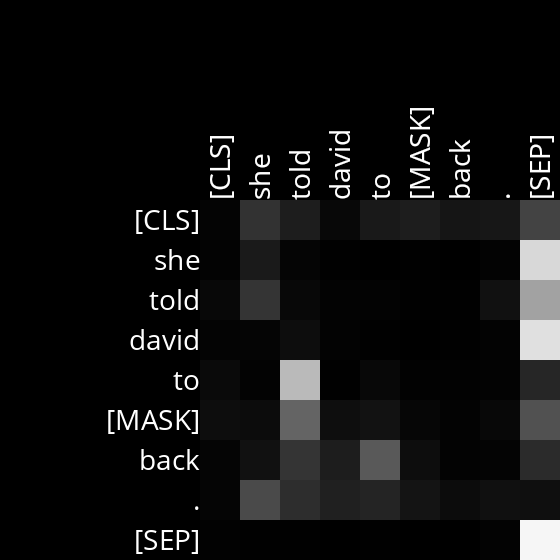 [CLS] she told david to [MASK] back . [SEP]
[CLS]
she
told
david
to
[MASK]
back
.
[SEP]